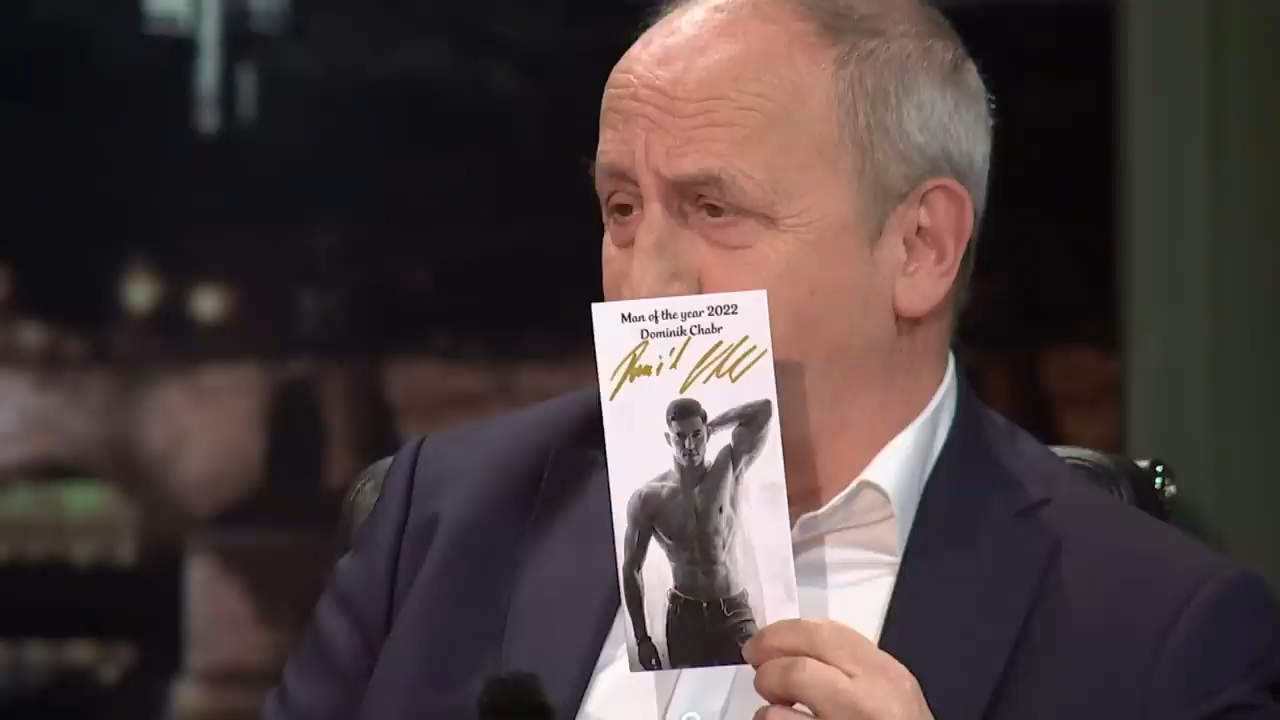 Man of the year 2022
Dominik Chabr